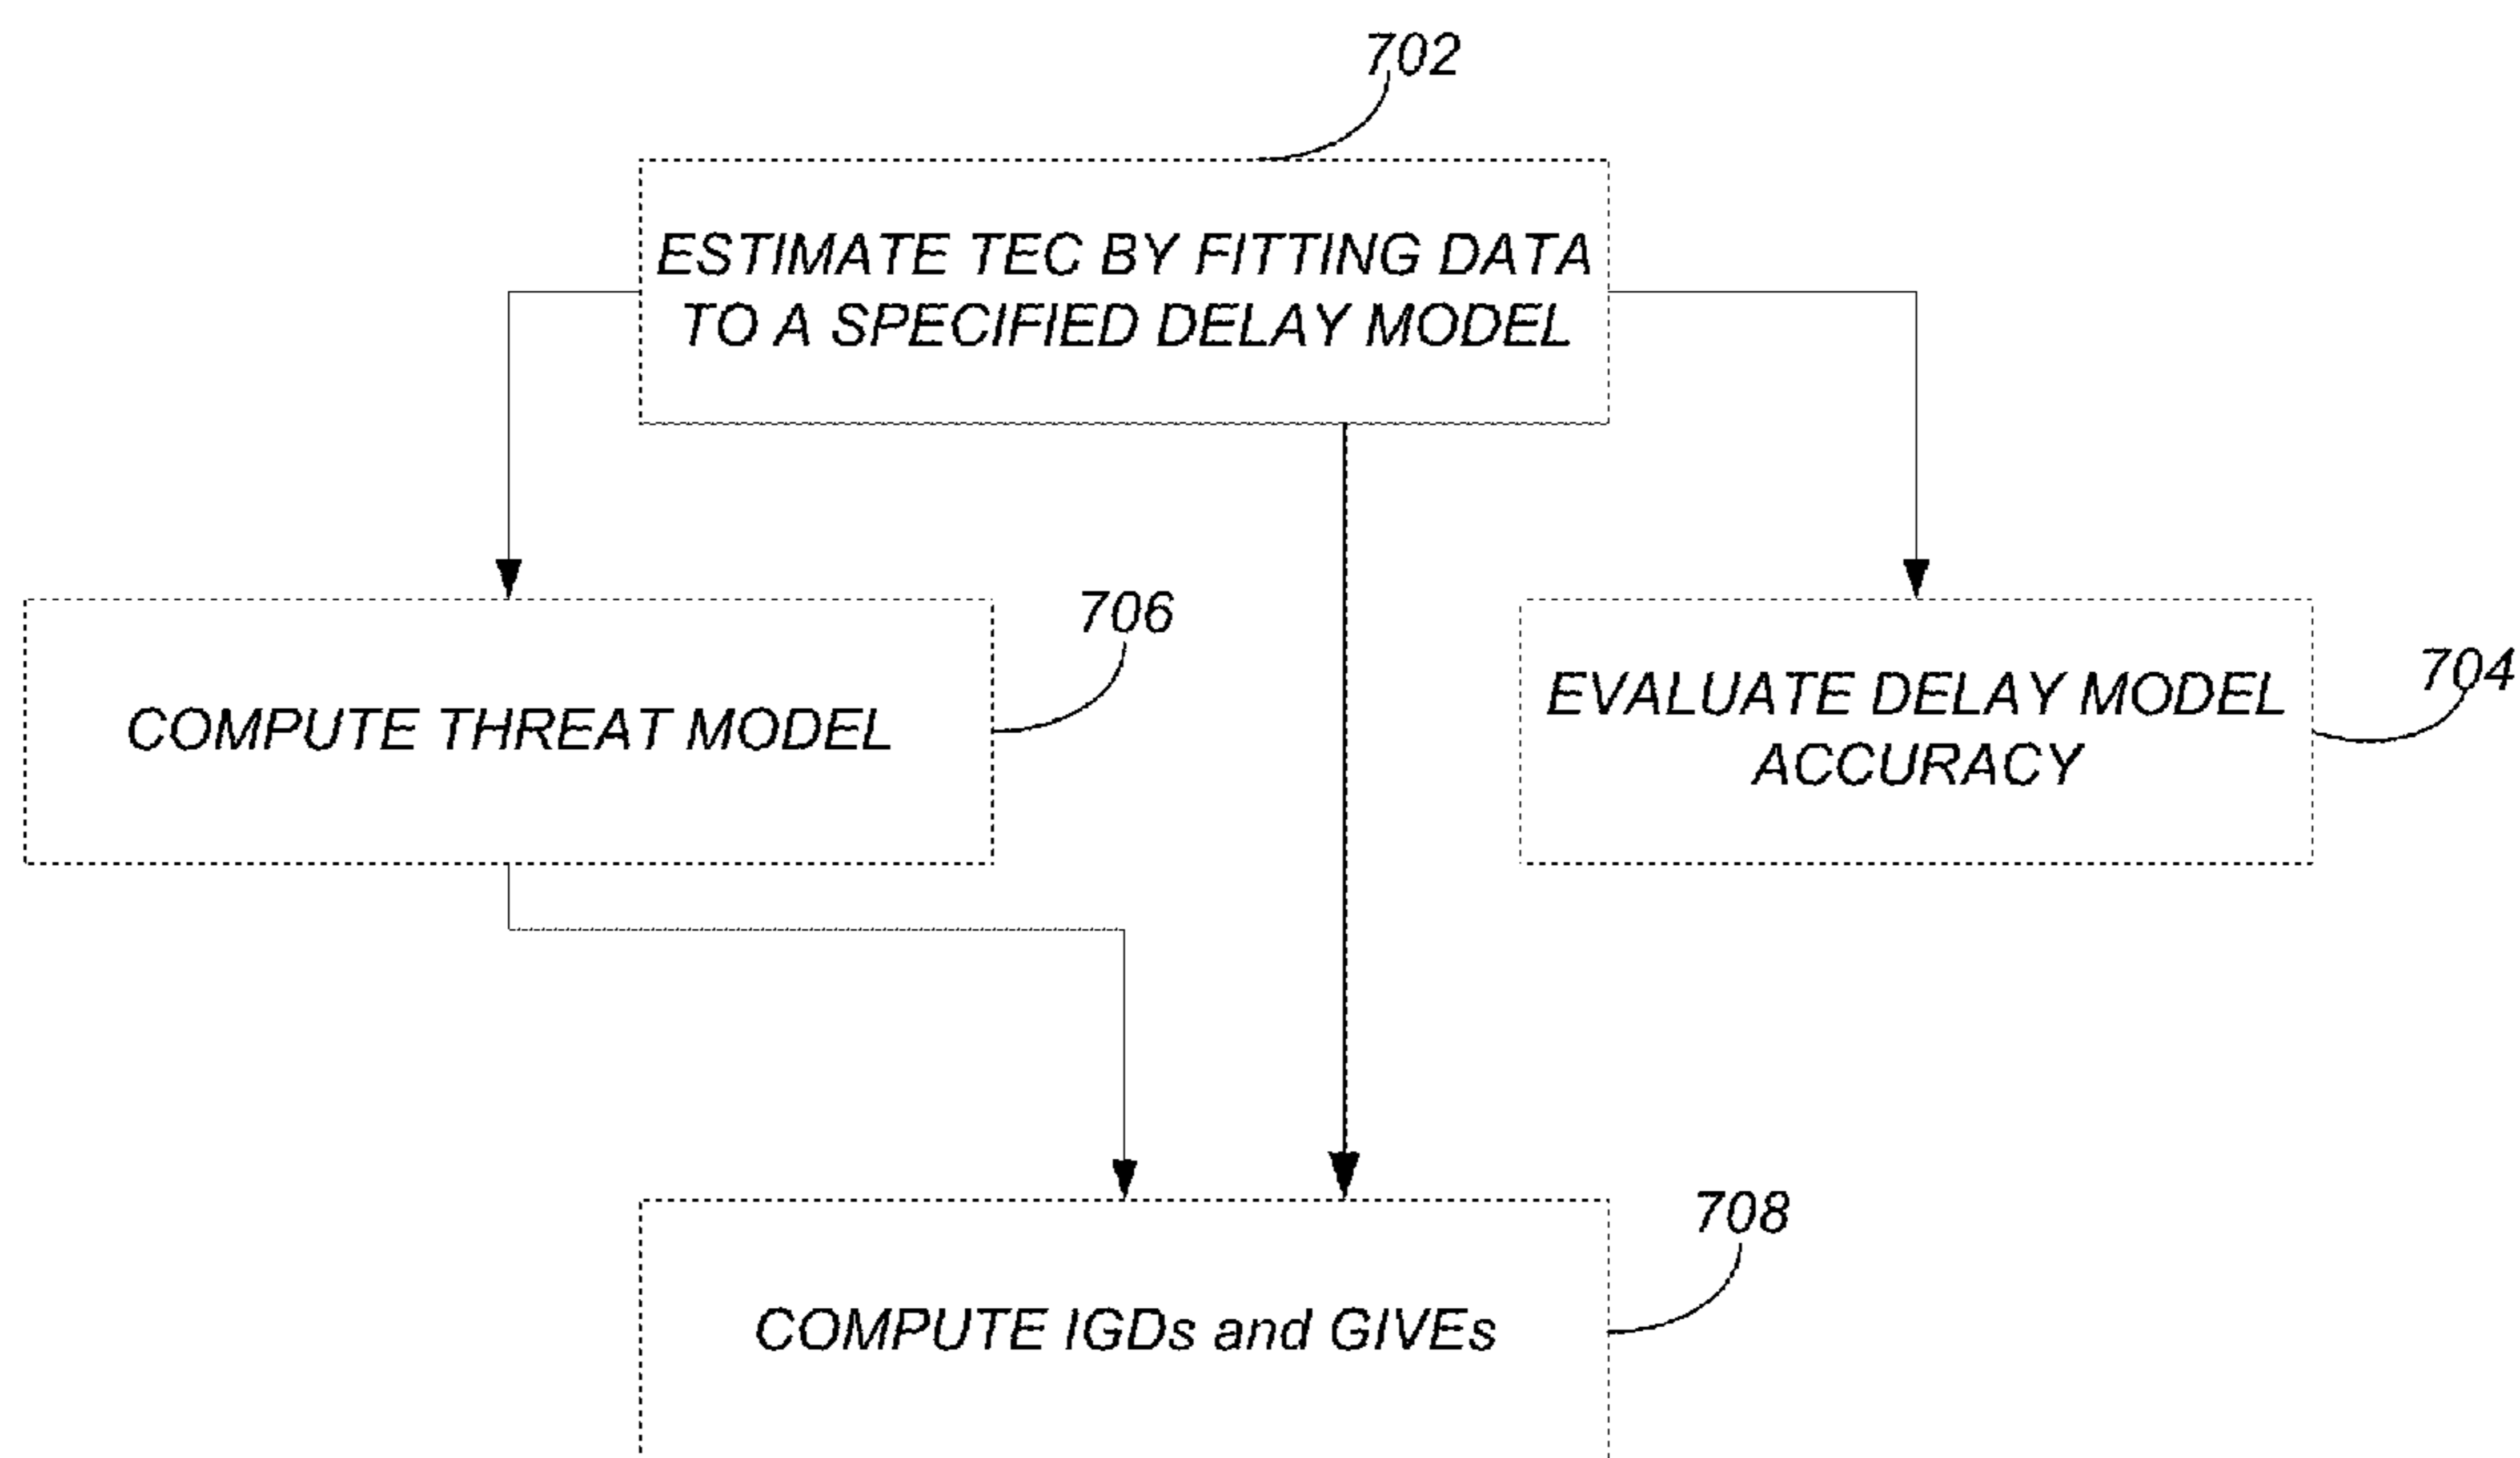 702
ESTIMATE TEC BY FITTING DATA
TO A SPECIFIED DELAY MODEL
706
COMPUTE THREAT MODEL
704
EVALUATE DELAY MODEL
ACCURACY
708
COMPUTE IGDs and GIVEs